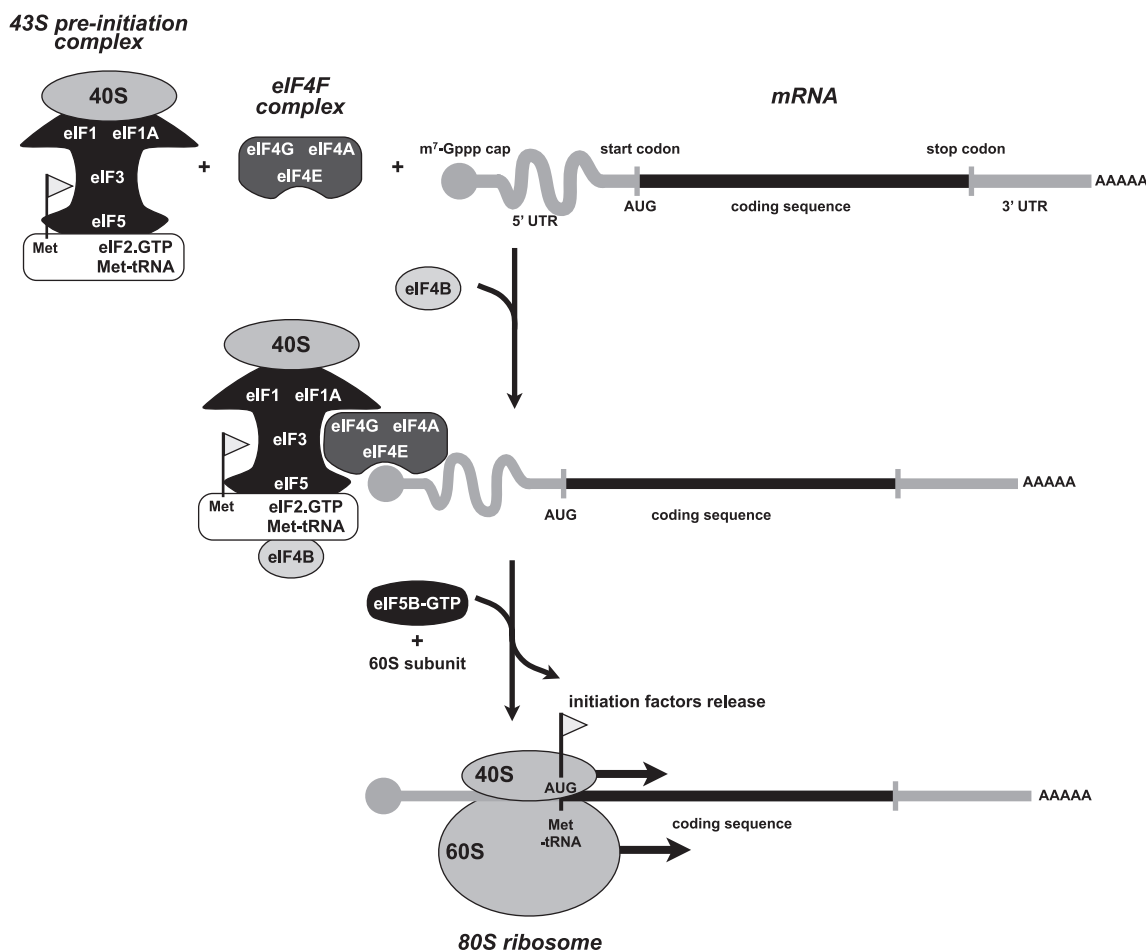 43S pre-initiation
complex
40S
eIF1 eIF1A
eIF3
eIF5
Met
eIF2.GTP
Met-tRNA
+
eIF4F
complex
eIF4G eIF4A
eIF4E
+
mRNA
m⁷-Gppp cap
start codon
stop codon
AAAAA
AUG
coding sequence
3' UTR
5' UTR
eIF4B
40S
eIF1 eIF1A
eIF3
eIF5
Met
eIF2.GTP
Met-tRNA
eIF4B
eIF4G eIF4A
eIF4E
AAAAA
AUG
coding sequence
eIF5B-GTP
+
60S subunit
initiation factors release
40S
AUG
AAAAA
Met
-tRNA
coding sequence
60S
80S ribosome